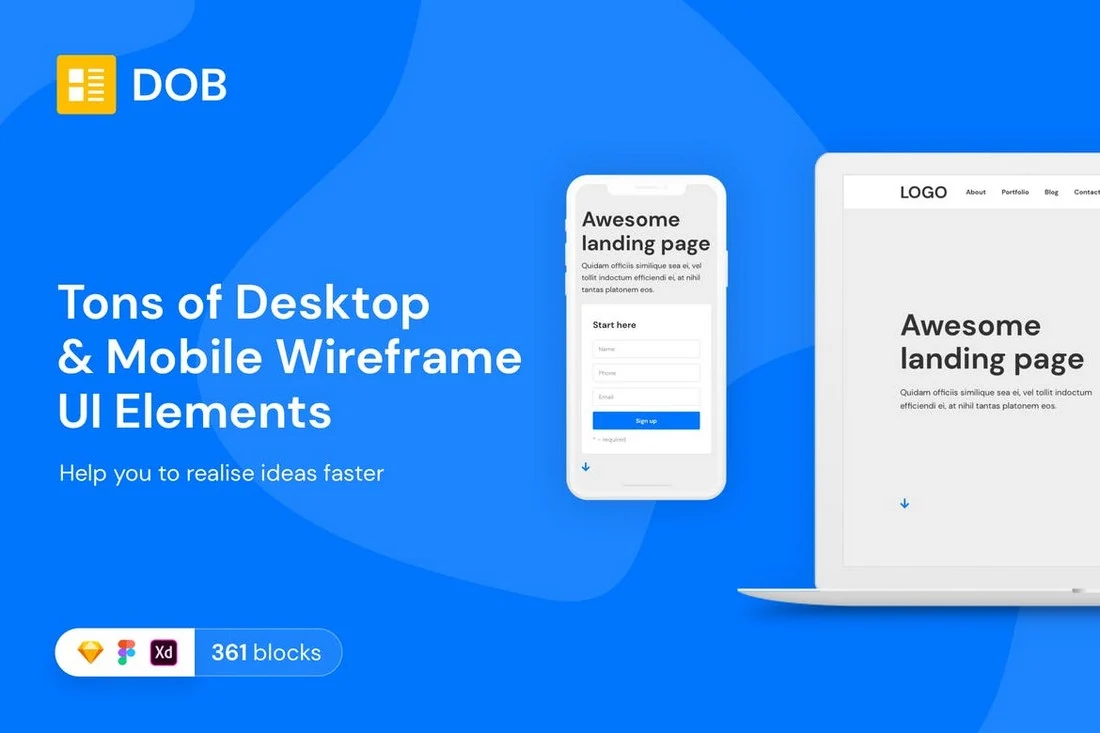 DOB
Tons of Desktop
& Mobile Wireframe
UI Elements
Help you to realise ideas faster
Xd
361 blocks
Awesome
landing page
Quidam officiis similique sea ei, vel
tollit indoctum efficiendi ei, at nihil
tantas platonem eos.
Start here
Name
Phone
Email
Sign up
* - required
LOGO About Portfolio Blog Contact
Awesome
landing page
Quidam officiis similique sea ei, vel tollit indoctum
efficiendi ei, at nihil tantas platonem eos.